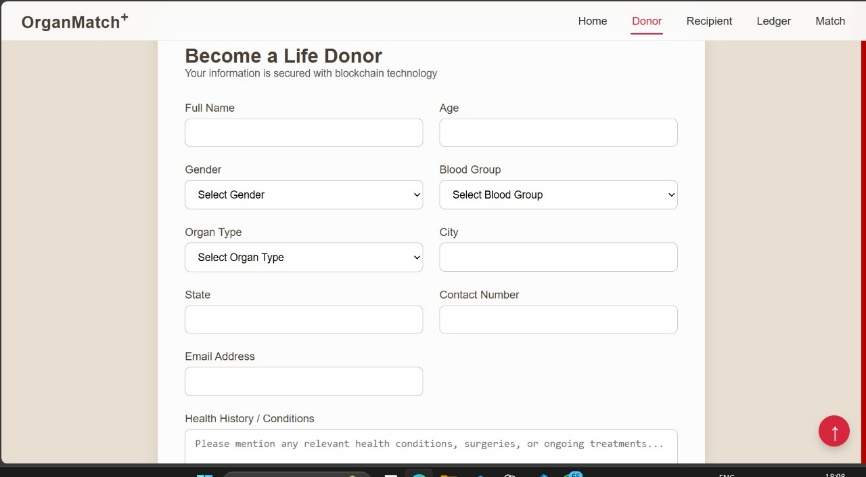 OrganMatch+
Home Donor Recipient Ledger Match
Become a Life Donor
Your information is secured with blockchain technology
Full Name Age
Gender Blood Group
Select Gender Select Blood Group
Organ Type City
Select Organ Type
State Contact Number
Email Address
Health History / Conditions
Please mention any relevant health conditions, surgeries, or ongoing treatments...